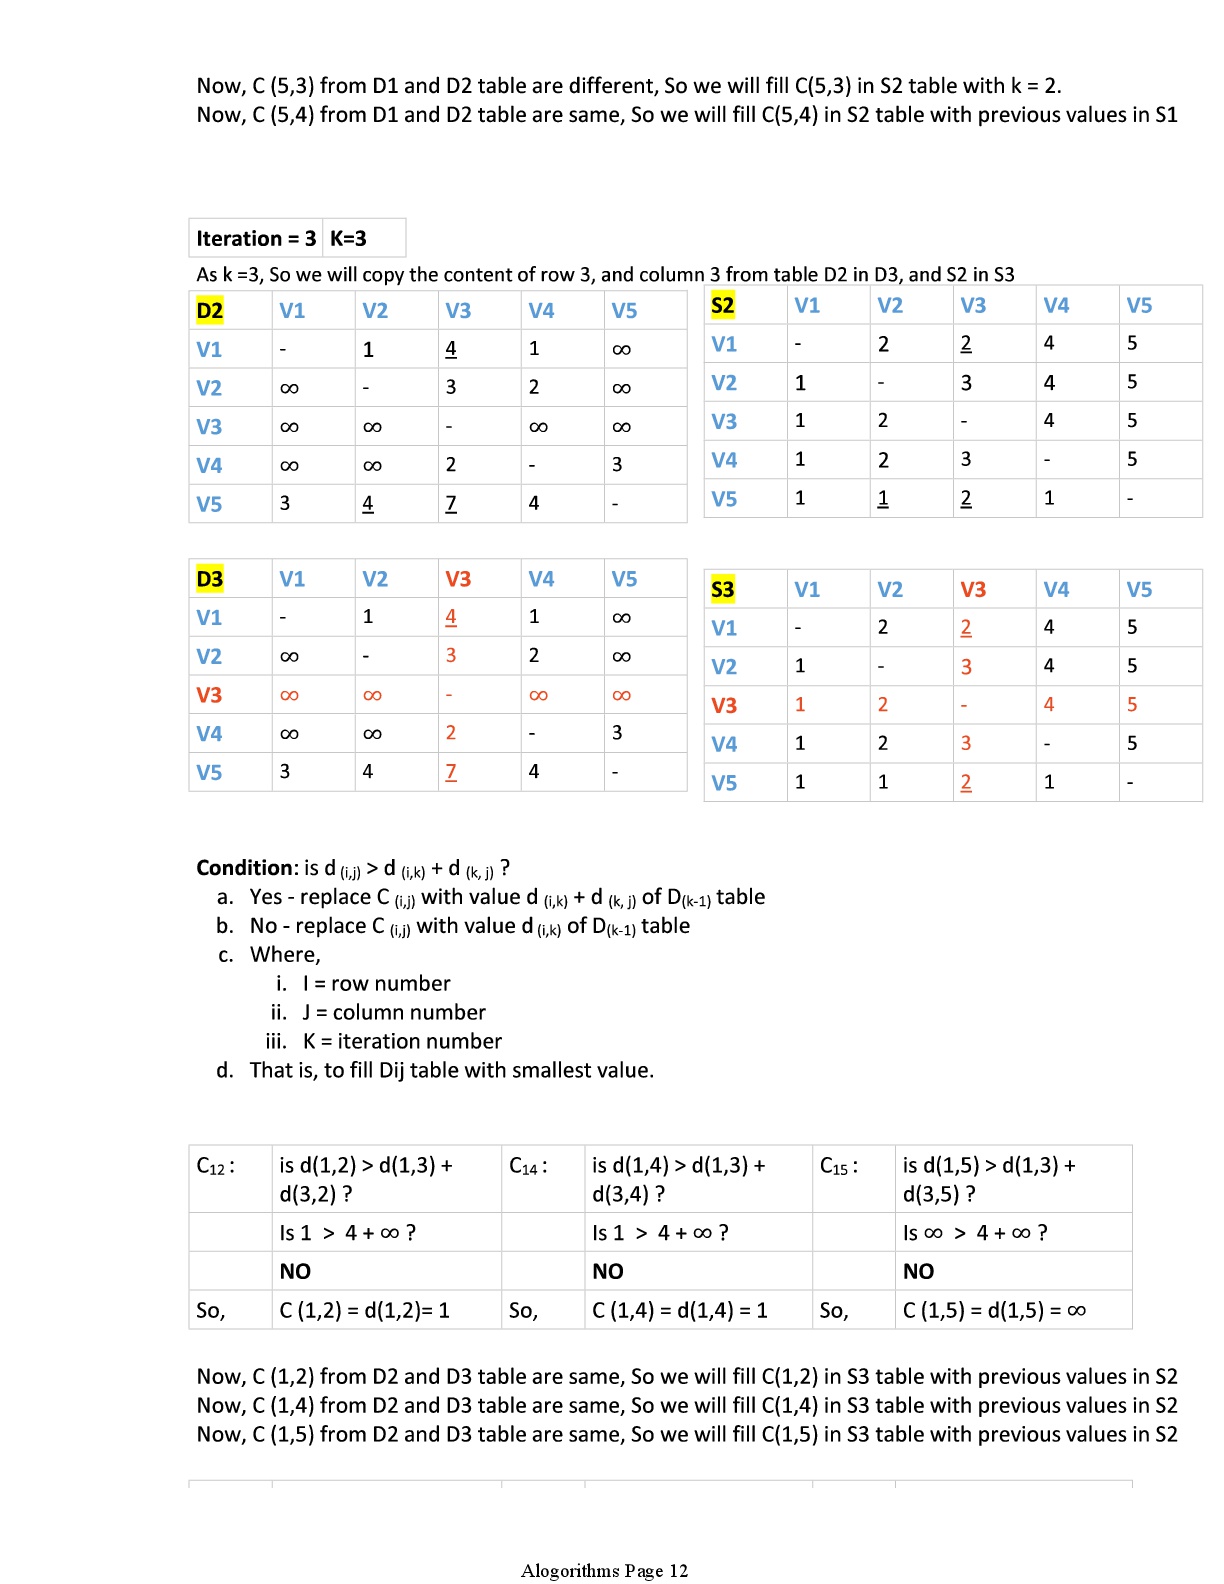 Now, C (5,3) from D1 and D2 table are different, So we will fill C(5,3) in S2 table with k = 2.
Now, C (5,4) from D1 and D2 table are same, So we will fill C(5,4) in S2 table with previous values in S1
Iteration = 3 K=3
As k =3, So we will copy the content of row 3, and column 3 from table D2 in D3, and S2 in S3
D2 V1 V2 V3 V4 V5
V1 - 1 4 1 ∞
V2 ∞ - 3 2 ∞
V3 ∞ ∞ - ∞ ∞
V4 ∞ ∞ 2 - 3
V5 3 4 7 4 -
S2 V1 V2 V3 V4 V5
V1 - 2 2 4 5
V2 1 - 3 4 5
V3 1 2 - 4 5
V4 1 2 3 - 5
V5 1 1 2 1 -
D3 V1 V2 V3 V4 V5
V1 - 1 4 1 ∞
V2 ∞ - 3 2 ∞
V3 ∞ ∞ - ∞ ∞
V4 ∞ ∞ 2 - 3
V5 3 4 7 4 -
S3 V1 V2 V3 V4 V5
V1 - 2 2 4 5
V2 1 - 3 4 5
V3 1 2 - 4 5
V4 1 2 3 - 5
V5 1 1 2 1 -
Condition: is d (i,j) > d (i,k) + d (k, j) ?
a. Yes - replace C (i,j) with value d (i,k) + d (k, j) of D(k-1) table
b. No - replace C (i,j) with value d (i,k) of D(k-1) table
c. Where,
i. I = row number
ii. J = column number
iii. K = iteration number
d. That is, to fill Dij table with smallest value.
C12 : is d(1,2) > d(1,3) + C14 : is d(1,4) > d(1,3) + C15 : is d(1,5) > d(1,3) +
d(3,2) ? d(3,4) ? d(3,5) ?
Is 1 > 4 + ∞ ? Is 1 > 4 + ∞ ? Is ∞ > 4 + ∞ ?
NO NO NO
So, C (1,2) = d(1,2)= 1 So, C (1,4) = d(1,4) = 1 So, C (1,5) = d(1,5) = ∞
Now, C (1,2) from D2 and D3 table are same, So we will fill C(1,2) in S3 table with previous values in S2
Now, C (1,4) from D2 and D3 table are same, So we will fill C(1,4) in S3 table with previous values in S2
Now, C (1,5) from D2 and D3 table are same, So we will fill C(1,5) in S3 table with previous values in S2
Alogorithms Page 12